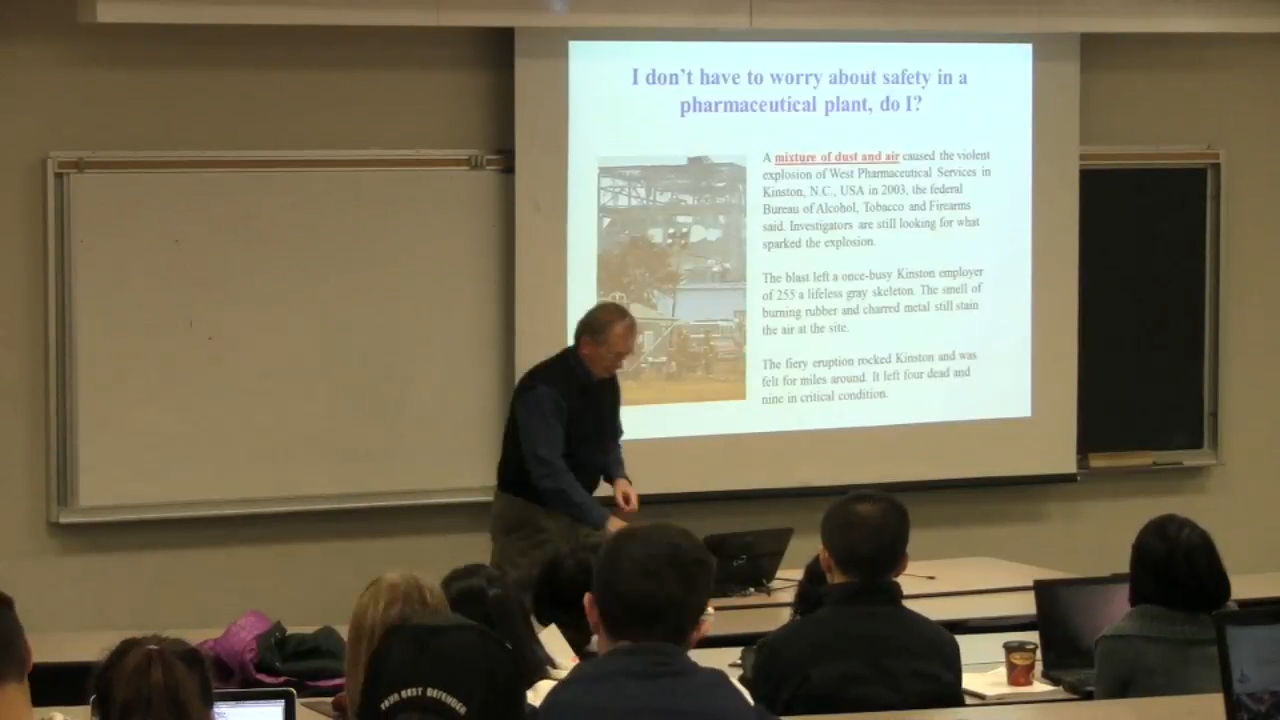 I don't have to worry about safety in a
pharmaceutical plant, do I?
A mixture of dust and air caused the violent
explosion of West Pharmaceutical Services in
Kinston, N.C., USA in 2003, the federal
Bureau of Alcohol, Tobacco and Firearms
said. Investigators are still looking for what
sparked the explosion.
The blast left a once-busy Kinston employer
of 255 a lifeless gray skeleton. The smell of
burning rubber and charred metal still stain
the air at the site.
The fiery eruption rocked Kinston and was
felt for miles around. It left four dead and
nine in critical condition.
YOUR BEST DEFENDER